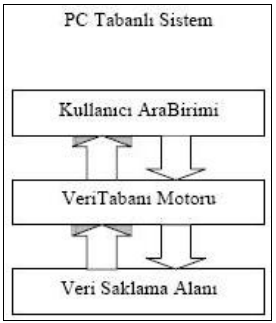 PC Tabanlı Sistem
Kullanıcı AraBirimi
VeriTabanı Motoru
Veri Saklama Alanı